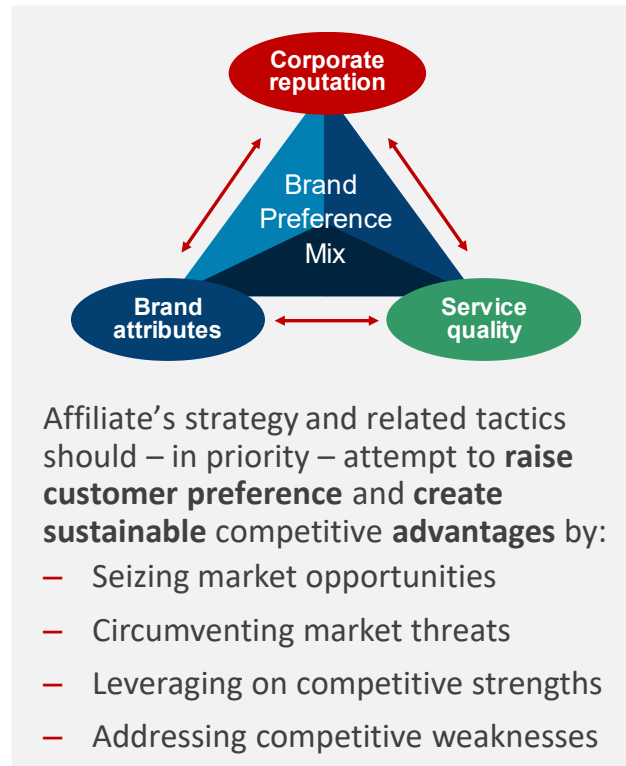 Corporate
reputation
Brand
Preference
Mix
Brand
attributes
Service
quality
Affiliate’s strategy and related tactics
should – in priority – attempt to raise
customer preference and create
sustainable competitive advantages by:
– Seizing market opportunities
– Circumventing market threats
– Leveraging on competitive strengths
– Addressing competitive weaknesses